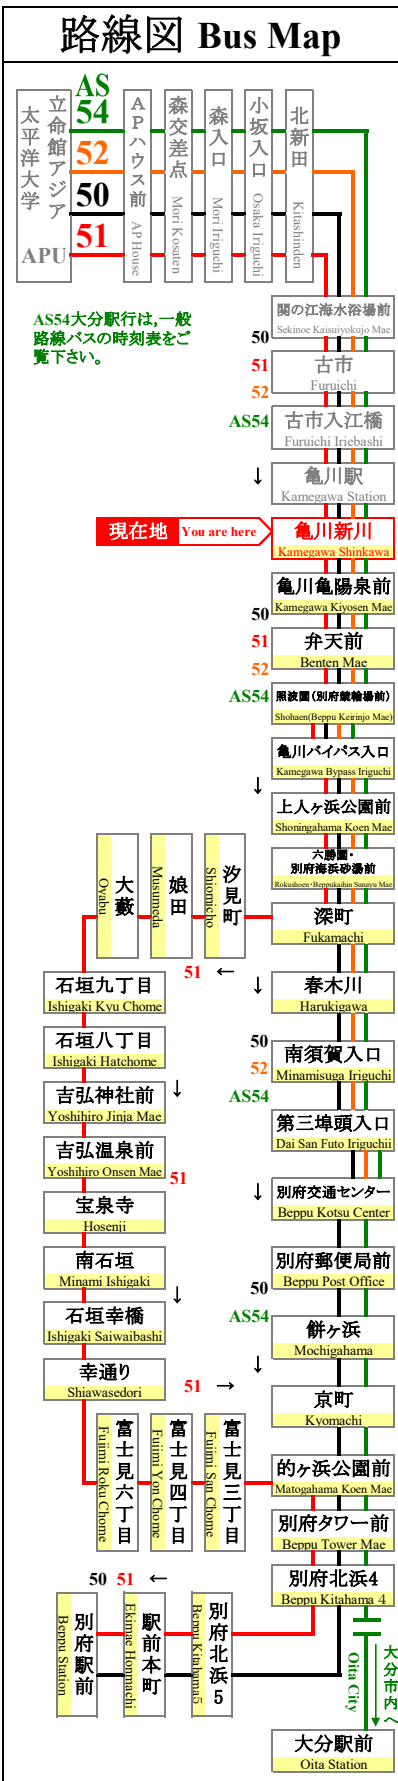 路線図 Bus Map
立命館アジア
太平洋大学
APU
AS
54
52
50
51
APハウス前
AP House
森交差点
Mori Kosaten
森入口
Mori Iriguchi
小坂入口
Osaka Iriguchi
北新田
Kitashinden
AS54大分駅行は,一般
路線バスの時刻表をご
覧下さい。
関の江海水浴場前
Sekinoe Kaisuiyokujo Mae
50
51
52
AS54
↓
古市
Furuichi
古市入江橋
Furuichi Iriebashi
亀川駅
Kamegawa Station
現在地 You are here
亀川新川
Kamegawa Shinkawa
亀川亀陽泉前
Kamegawa Kiyosen Mae
50
51
52
AS54
↓
弁天前
Benten Mae
照波園(別府競輪場前)
Shohaen(Beppu Keirinjo Mae)
亀川バイパス入口
Kamegawa Bypass Iriguchi
上人ヶ浜公園前
Shoningahama Koen Mae
六勝園・
別府海浜砂湯前
Rokushoen・Beppukaihin Sunayu Mae
深町
Fukamachi
汐見町
Shiomicho
娘田
Musumeda
大藪
Oyabu
51 ←
石垣九丁目
Ishigaki Kyu Chome
石垣八丁目
Ishigaki Hatchome
吉弘神社前
Yoshihiro Jinja Mae
↓
吉弘温泉前
Yoshihiro Onsen Mae
51
宝泉寺
Hosenji
南石垣
Minami Ishigaki
↓
石垣幸橋
Ishigaki Saiwaibashi
幸通り
Shiawasedori
51 →
富士見六丁目
Fujimi Roku Chome
富士見四丁目
Fujimi Yon Chome
富士見三丁目
Fujimi San Chome
↓
春木川
Harukigawa
50
52
AS54
南須賀入口
Minamisuga Iriguchi
第三埠頭入口
Dai San Futo Iriguchii
↓
別府交通センター
Beppu Kotsu Center
別府郵便局前
Beppu Post Office
50
AS54
餅ヶ浜
Mochigahama
↓
京町
Kyomachi
的ヶ浜公園前
Matogahama Koen Mae
別府タワー前
Beppu Tower Mae
別府北浜4
Beppu Kitahama 4
50 51 ←
別府北浜5
Beppu Kitahama5
駅前本町
Ekimae Honmachi
別府駅前
Beppu Station
大分市内へ
Oita City
大分駅前
Oita Station